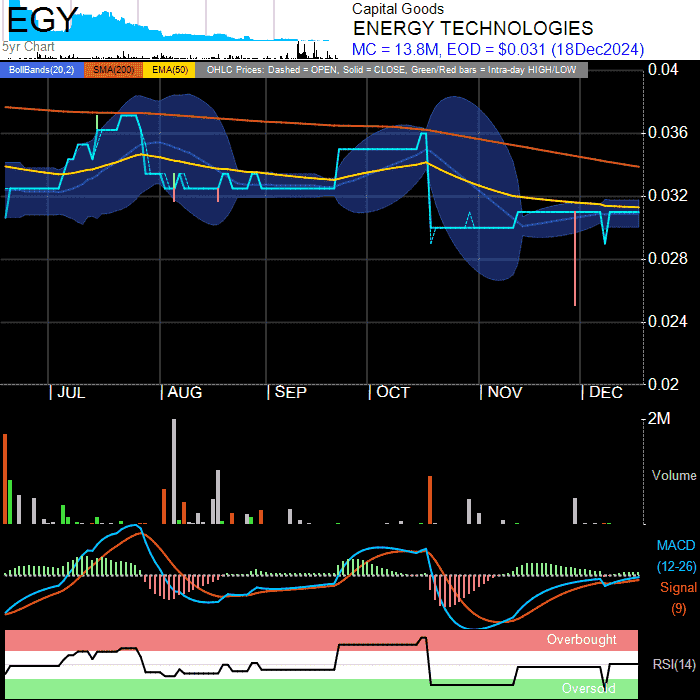 EGY
5yr Chart
Capital Goods
ENERGY TECHNOLOGIES
MC = 13.8M, EOD = $0.031 (18Dec2024)
BollBands(20,2) SMA(200) EMA(50) OHLC Prices: Dashed = OPEN, Solid = CLOSE, Green/Red bars = Intra-day HIGH/LOW
0.04
0.036
0.032
0.028
0.024
0.02
JUL AUG SEP OCT NOV DEC
2M
Volume
MACD
(12-26)
Signal
(9)
Overbought
RSI(14)
Oversold